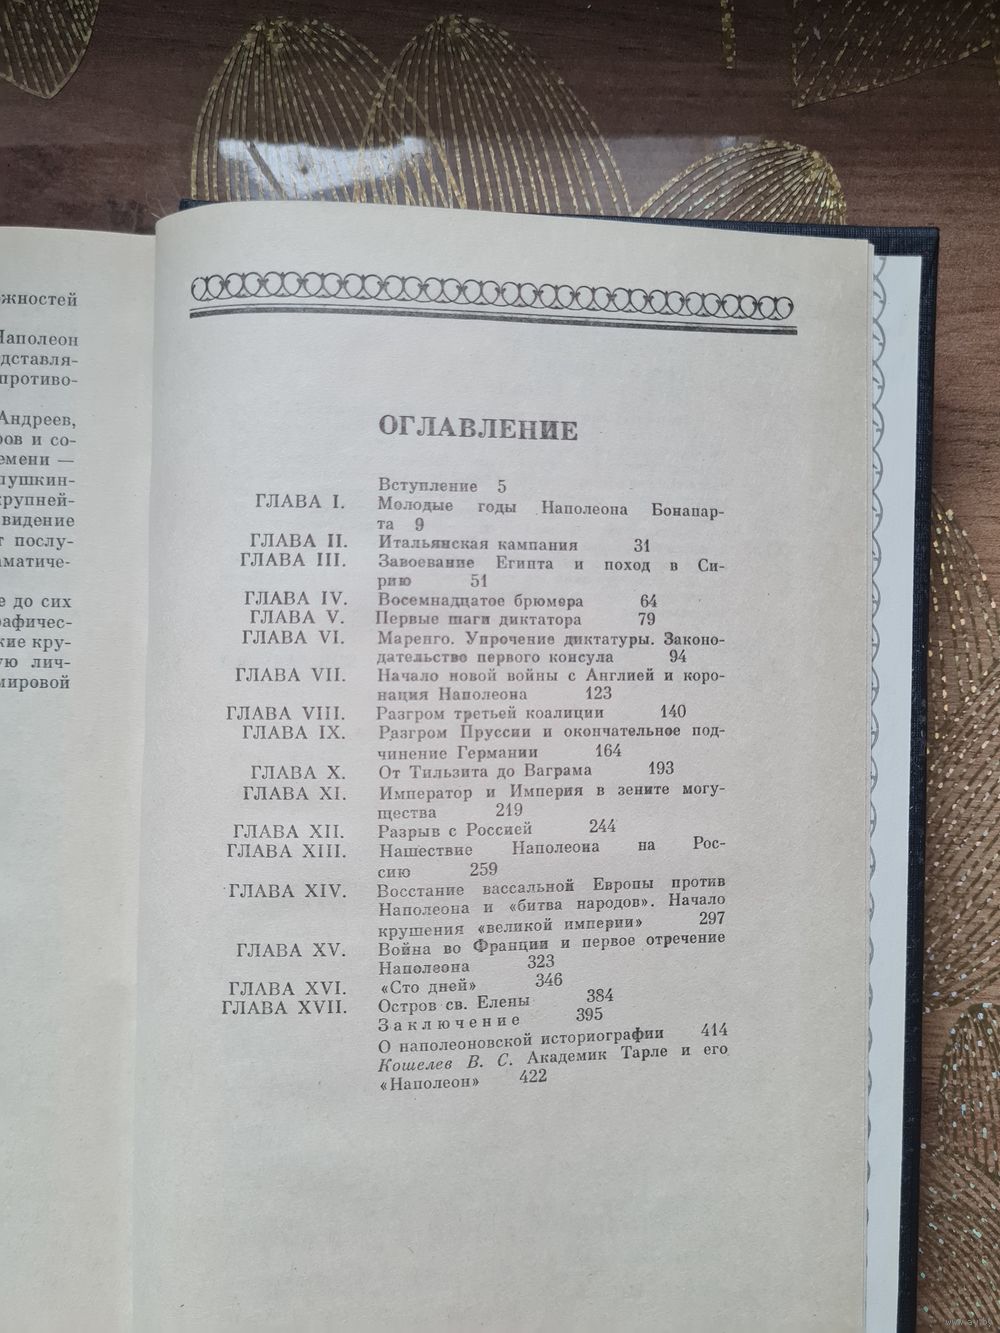 жностей
Наполеон
дставля-
противо-
Андреев,
ров и со-
емени —
пушкин-
крупней-
видение
т послу-
аматиче-
е до сих
рафичес-
кие кру-
ую лич-
мировой
ОГЛАВЛЕНИЕ
Вступление 5
ГЛАВА I. Молодые годы Наполеона Бонапар-
та 9
ГЛАВА II. Итальянская кампания 31
ГЛАВА III. Завоевание Египта и поход в Си-
рию 51
ГЛАВА IV. Восемнадцатое брюмера 64
ГЛАВА V. Первые шаги диктатора 79
ГЛАВА VI. Маренго. Упрочение диктатуры. Законо-
дательство первого консула 94
ГЛАВА VII. Начало новой войны с Англией и коро-
нация Наполеона 123
ГЛАВА VIII. Разгром третьей коалиции 140
ГЛАВА IX. Разгром Пруссии и окончательное под-
чинение Германии 164
ГЛАВА X. От Тильзита до Ваграма 193
ГЛАВА XI. Император и Империя в зените могу-
щества 219
ГЛАВА XII. Разрыв с Россией 244
ГЛАВА XIII. Нашествие Наполеона на Рос-
сию 259
ГЛАВА XIV. Восстание вассальной Европы против
Наполеона и «битва народов». Начало
крушения «великой империи» 297
ГЛАВА XV. Война во Франции и первое отречение
Наполеона 323
ГЛАВА XVI. «Сто дней» 346
ГЛАВА XVII. Остров св. Елены 384
Заключение 395
О наполеоновской историографии 414
Кошелев В. С. Академик Тарле и его
«Наполеон» 422
www.ay.by